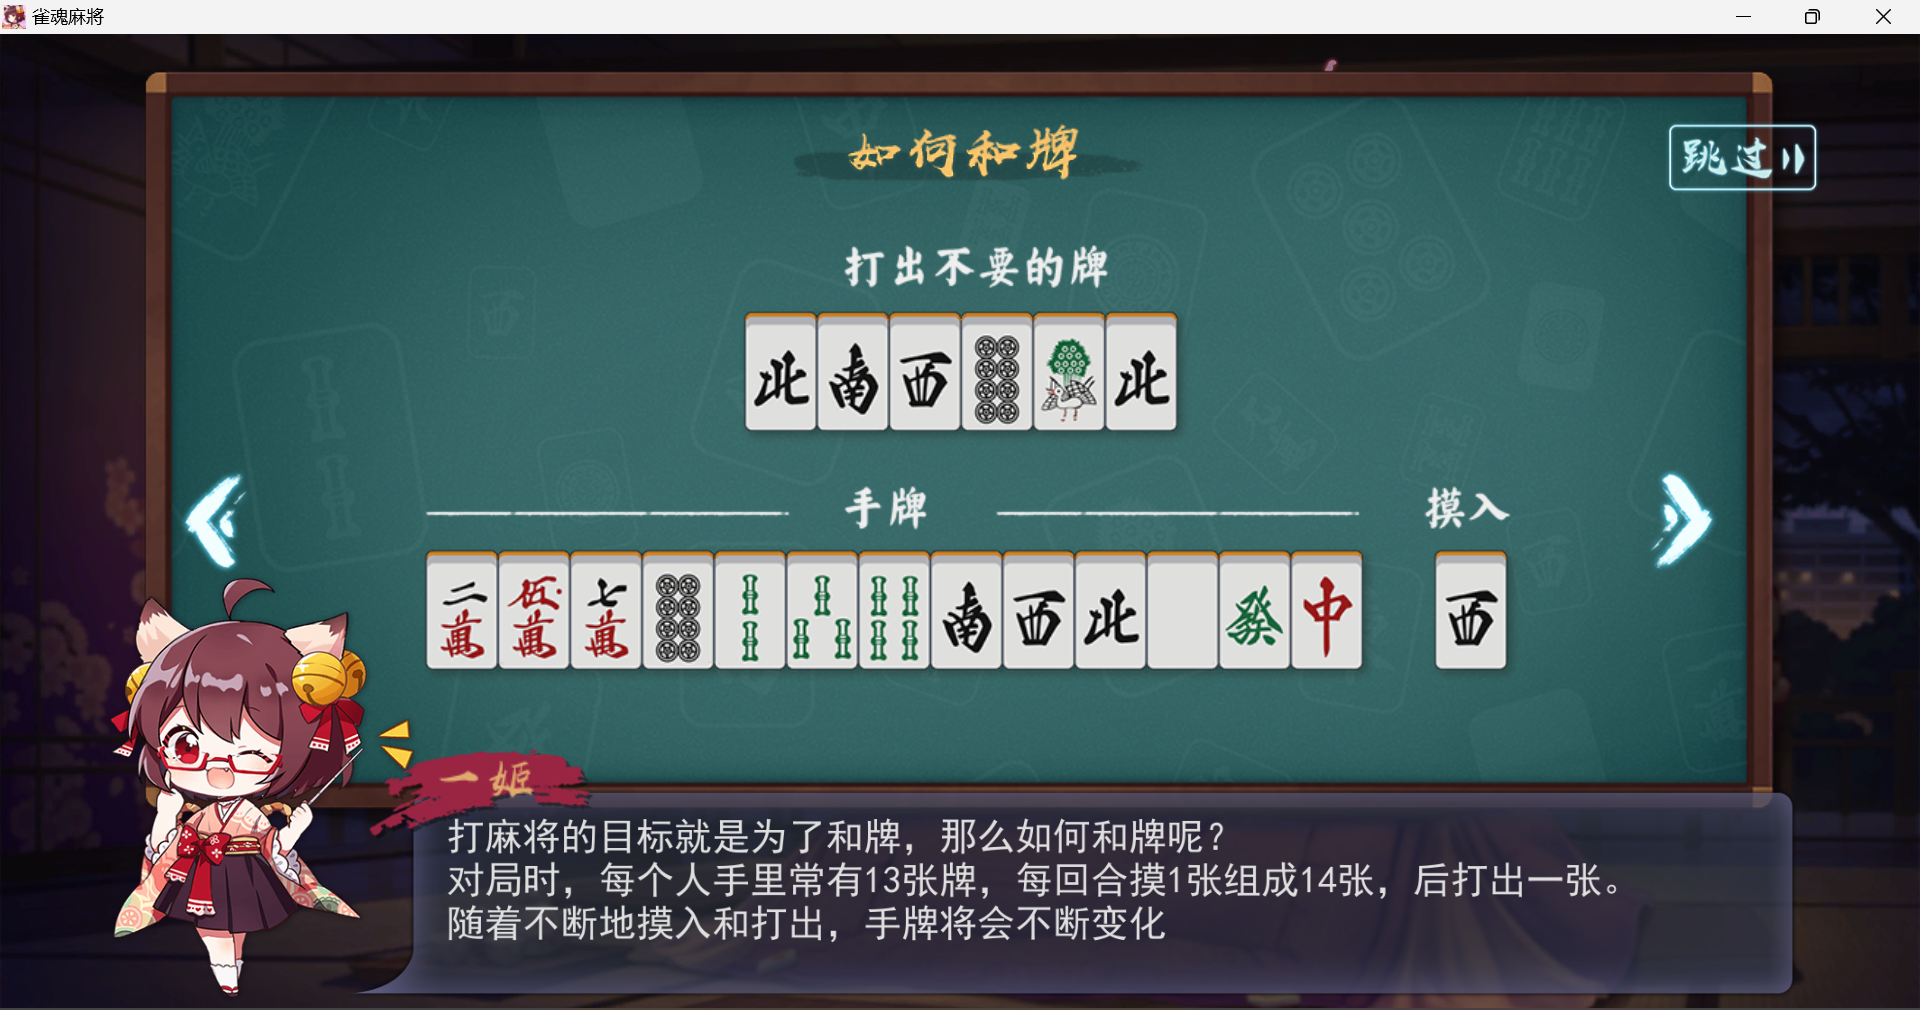 雀魂麻將
如何和牌
跳过
打出不要的牌
北 南 西 北
手牌
摸入
二萬 伍萬 七萬 南 西 北 發 中 西
一姬
打麻将的目标就是为了和牌，那么如何和牌呢？
对局时，每个人手里常有13张牌，每回合摸1张组成14张，后打出一张。
随着不断地摸入和打出，手牌将会不断变化